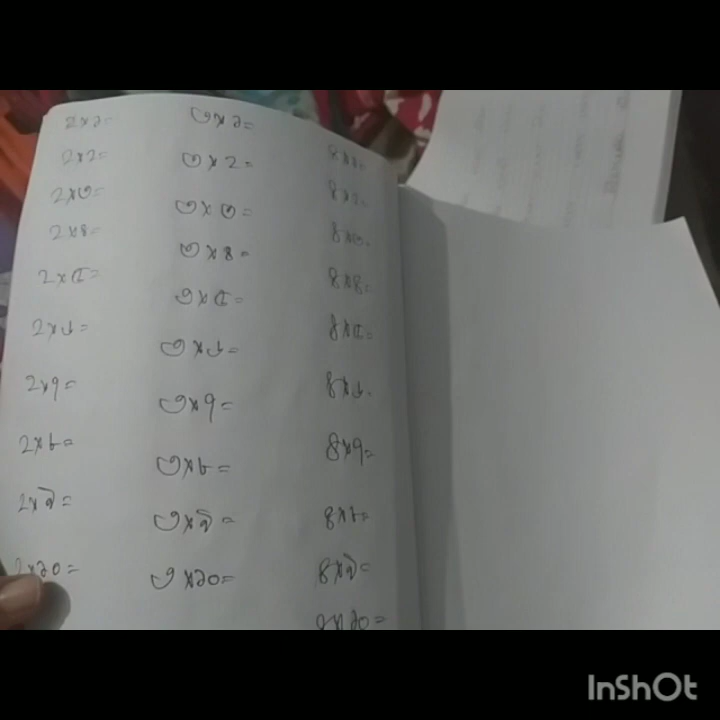 ২x১=
২x২=
২x৩=
২x৪=
২x৫=
২x৬=
২x৭=
২x৮=
২x৯=
২x১০=
৩x১=
৩x২=
৩x৩=
৩x৪=
৩x৫=
৩x৬=
৩x৭=
৩x৮=
৩x৯=
৩x১০=
৪x১=
৪x২=
৪x৩=
৪x৪=
৪x৫=
৪x৬=
৪x৭=
৪x৮=
৪x৯=
৪x১০=
InShOt